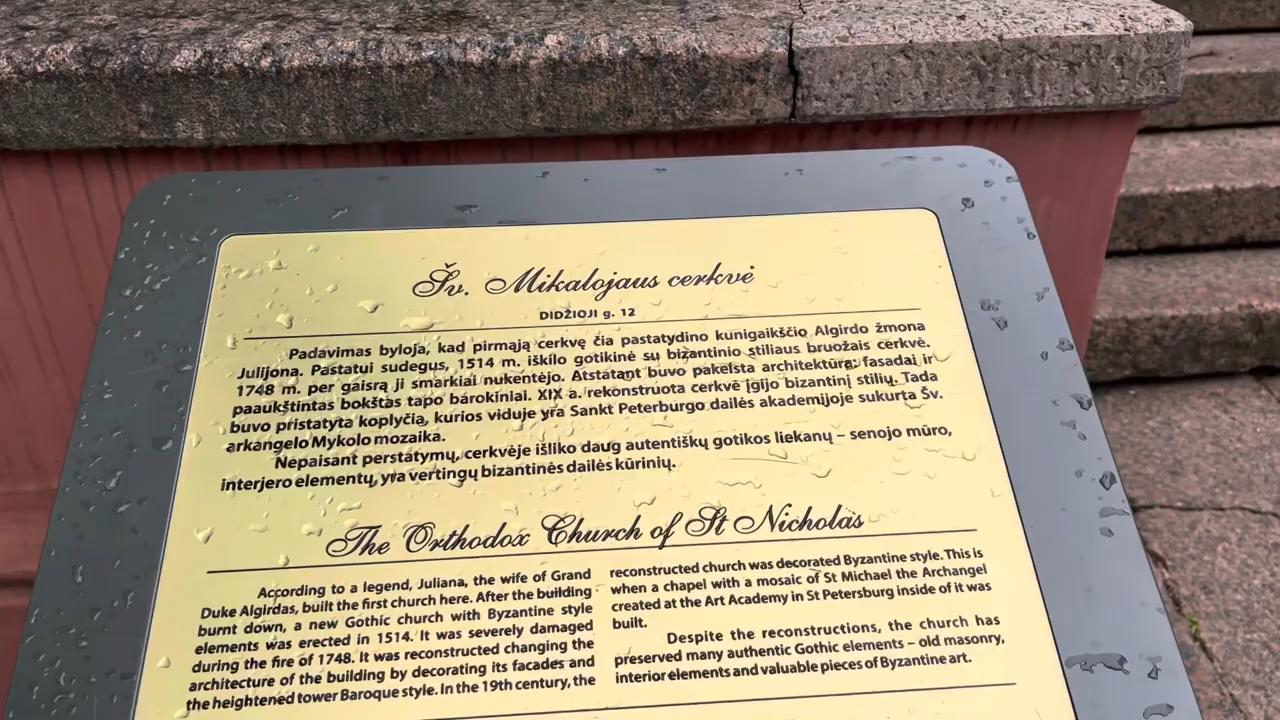 Šv. Mikalojaus cerkvė
DIDŽIOJI g. 12
Padavimas byloja, kad pirmąją cerkvę čia pastatydino kunigaikščio Algirdo žmona
Julijona. Pastatui sudegus, 1514 m. iškilo gotikinė su bizantinio stiliaus bruožais cerkvė.
1748 m. per gaisrą ji smarkiai nukentėjo. Atstatant buvo pakeista architektūra: fasadai ir
paaukštintas bokštas tapo barokiniai. XIX a. rekonstruota cerkvė įgijo bizantinį stilių. Tada
buvo pristatyta koplyčia, kurios viduje yra Sankt Peterburgo dailės akademijoje sukurta Šv.
arkangelo Mykolo mozaika.
Nepaisant perstatymų, cerkvėje išliko daug autentiškų gotikos liekanų – senojo mūro,
interjero elementų, yra vertingų bizantinės dailės kūrinių.
The Orthodox Church of St Nicholas
According to a legend, Juliana, the wife of Grand
Duke Algirdas, built the first church here. After the building
burnt down, a new Gothic church with Byzantine style
elements was erected in 1514. It was severely damaged
during the fire of 1748. It was reconstructed changing the
architecture of the building by decorating its facades and
the heightened tower Baroque style. In the 19th century, the
reconstructed church was decorated Byzantine style. This is
when a chapel with a mosaic of St Michael the Archangel
created at the Art Academy in St Petersburg inside of it was
built.
Despite the reconstructions, the church has
preserved many authentic Gothic elements – old masonry,
interior elements and valuable pieces of Byzantine art.